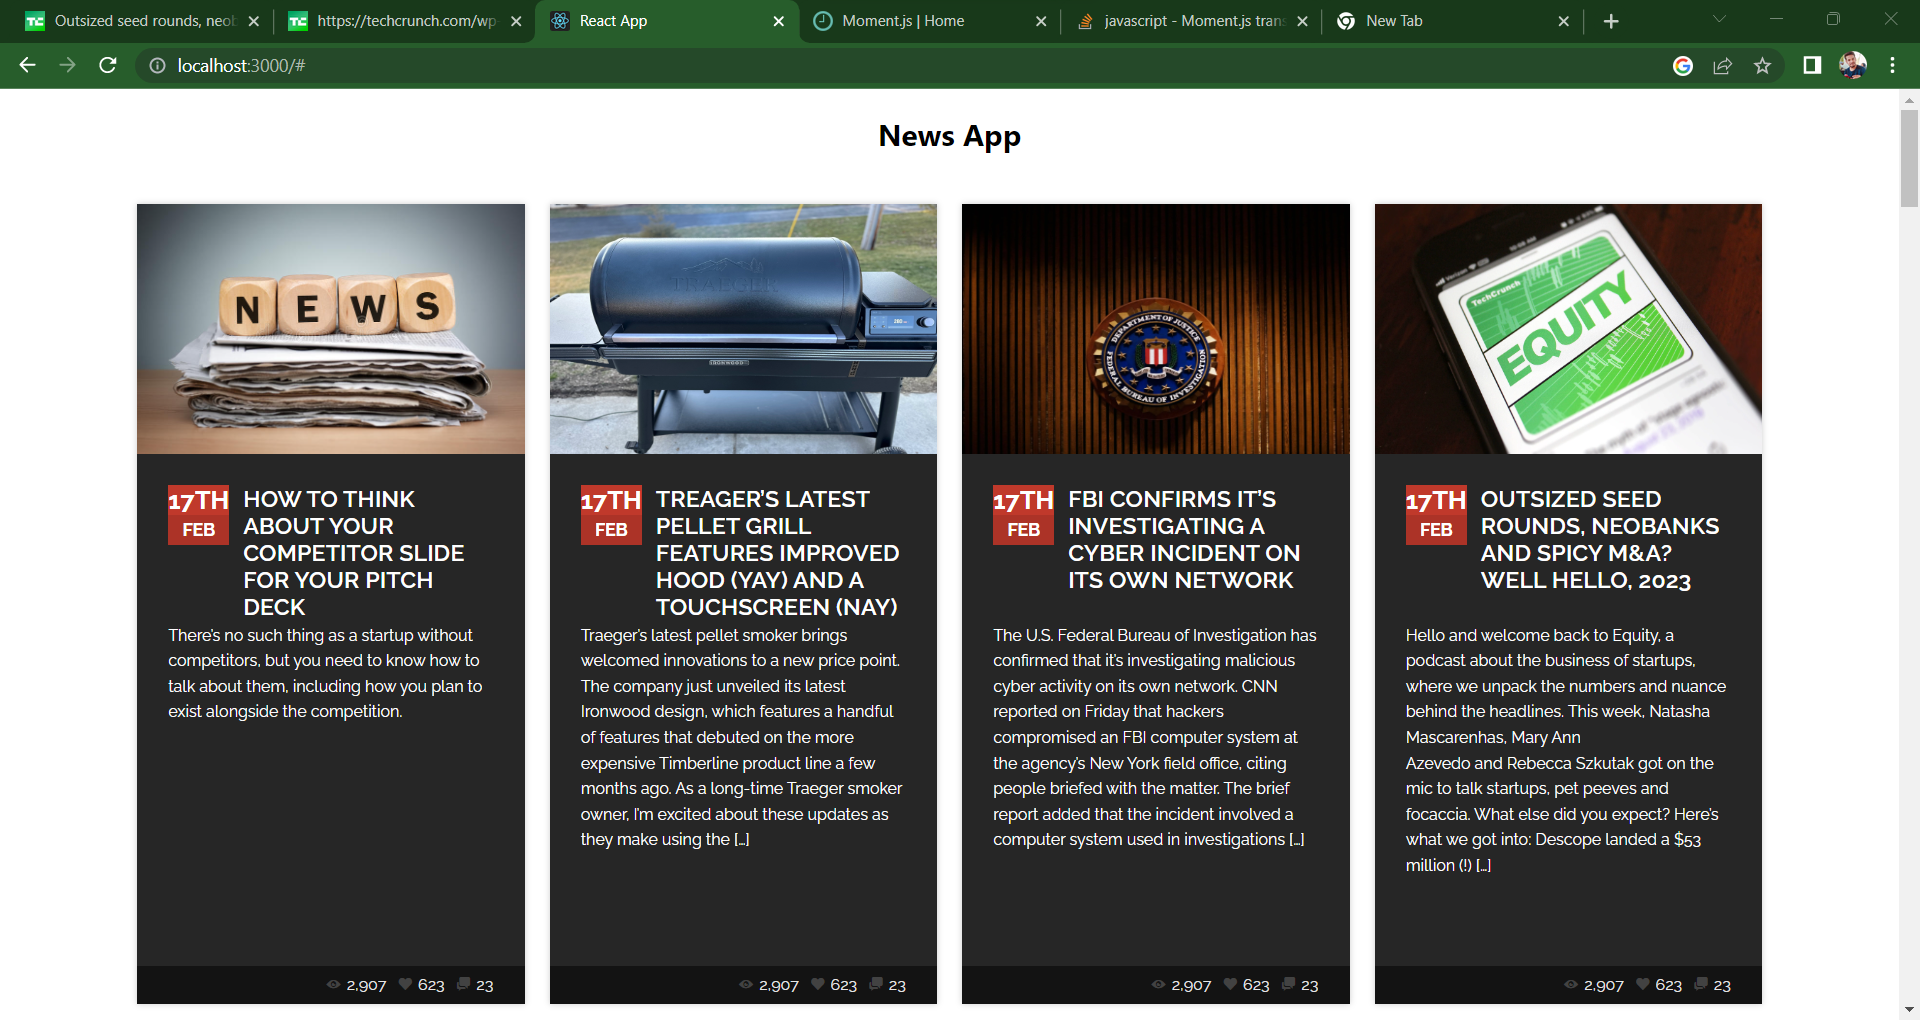 Outsized seed rounds, neob
https://techcrunch.com/wp-
React App
Moment.js | Home
javascript - Moment.js trans
New Tab
localhost:3000/#
News App
NEWS
TRAEGER
IRONWOOD
DEPARTMENT OF JUSTICE
FEDERAL BUREAU OF INVESTIGATION
TechCrunch
EQUITY
17TH
FEB
HOW TO THINK
ABOUT YOUR
COMPETITOR SLIDE
FOR YOUR PITCH
DECK
There's no such thing as a startup without
competitors, but you need to know how to
talk about them, including how you plan to
exist alongside the competition.
2,907 623 23
17TH
FEB
TREAGER'S LATEST
PELLET GRILL
FEATURES IMPROVED
HOOD (YAY) AND A
TOUCHSCREEN (NAY)
Traeger's latest pellet smoker brings
welcomed innovations to a new price point.
The company just unveiled its latest
Ironwood design, which features a handful
of features that debuted on the more
expensive Timberline product line a few
months ago. As a long-time Traeger smoker
owner, I'm excited about these updates as
they make using the […]
2,907 623 23
17TH
FEB
FBI CONFIRMS IT'S
INVESTIGATING A
CYBER INCIDENT ON
ITS OWN NETWORK
The U.S. Federal Bureau of Investigation has
confirmed that it's investigating malicious
cyber activity on its own network. CNN
reported on Friday that hackers
compromised an FBI computer system at
the agency's New York field office, citing
people briefed with the matter. The brief
report added that the incident involved a
computer system used in investigations […]
2,907 623 23
17TH
FEB
OUTSIZED SEED
ROUNDS, NEOBANKS
AND SPICY M&A?
WELL HELLO, 2023
Hello and welcome back to Equity, a
podcast about the business of startups,
where we unpack the numbers and nuance
behind the headlines. This week, Natasha
Mascarenhas, Mary Ann
Azevedo and Rebecca Szkutak got on the
mic to talk startups, pet peeves and
focaccia. What else did you expect? Here's
what we got into: Descope landed a $53
million (!) […]
2,907 623 23